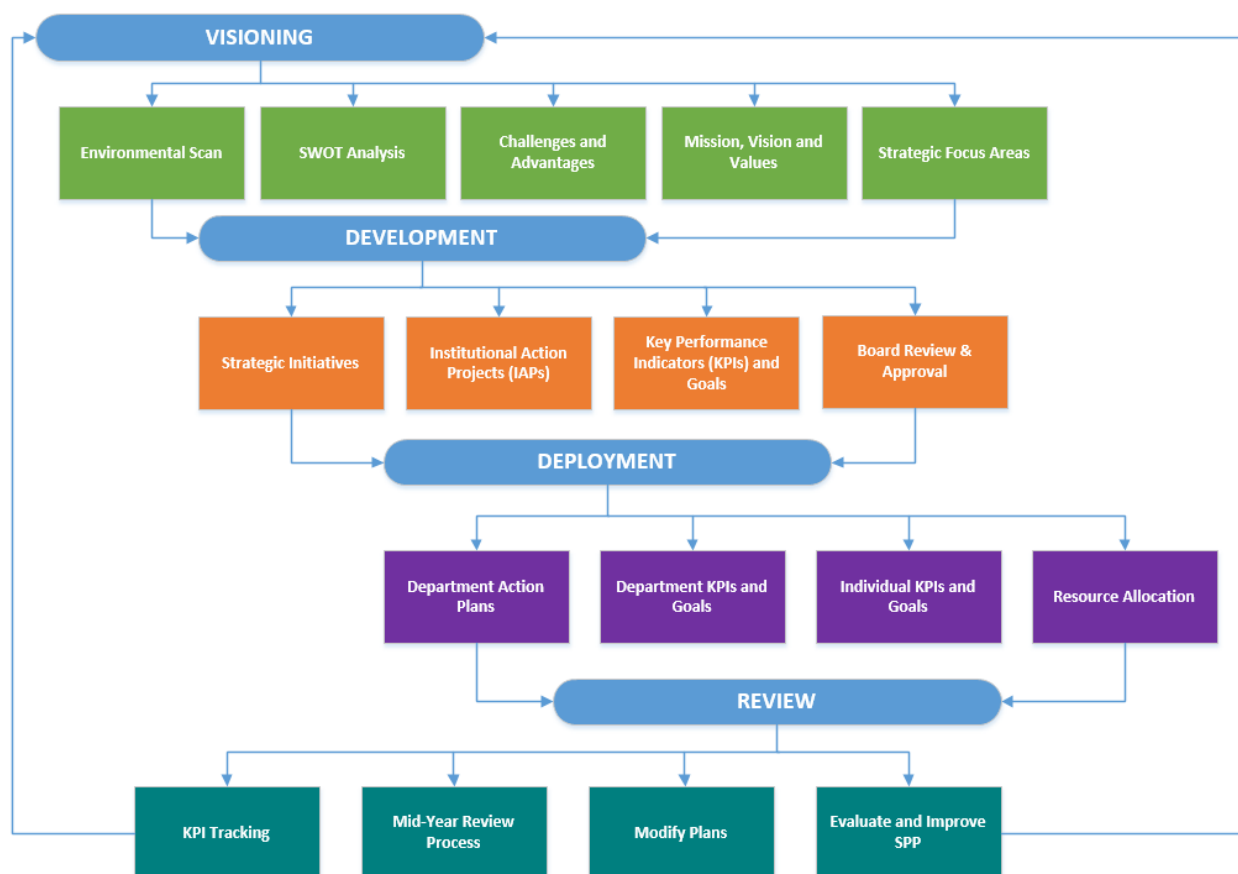 VISIONING
Environmental Scan
SWOT Analysis
Challenges and
Advantages
Mission, Vision and
Values
Strategic Focus Areas
DEVELOPMENT
Strategic Initiatives
Institutional Action
Projects (IAPs)
Key Performance
Indicators (KPIs) and
Goals
Board Review &
Approval
DEPLOYMENT
Department Action
Plans
Department KPIs and
Goals
Individual KPIs and
Goals
Resource Allocation
REVIEW
KPI Tracking
Mid-Year Review
Process
Modify Plans
Evaluate and Improve
SPP